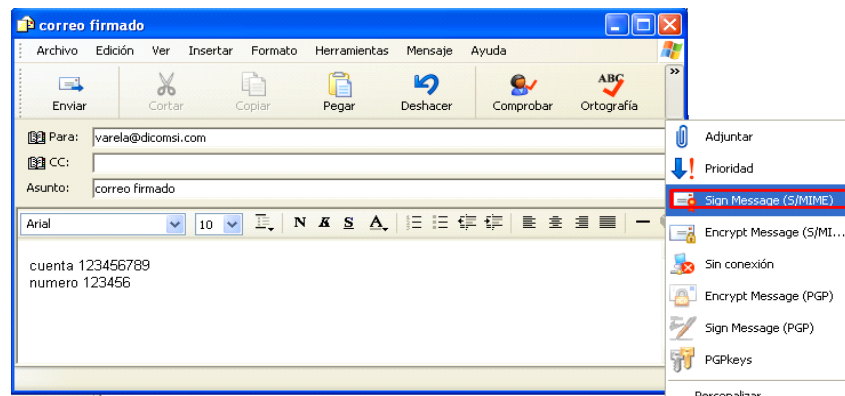 correo firmado
Archivo Edición Ver Insertar Formato Herramientas Mensaje Ayuda
Enviar Cortar Copiar Pegar Deshacer Comprobar Ortografía
ABC
»
Para: varela@dicomsi.com
CC:
Asunto: correo firmado
Arial 10 N K S A
cuenta 123456789
numero 123456
Adjuntar
Prioridad
Sign Message (S/MIME)
Encrypt Message (S/MI...
Sin conexión
Encrypt Message (PGP)
Sign Message (PGP)
PGPkeys
Personalizar